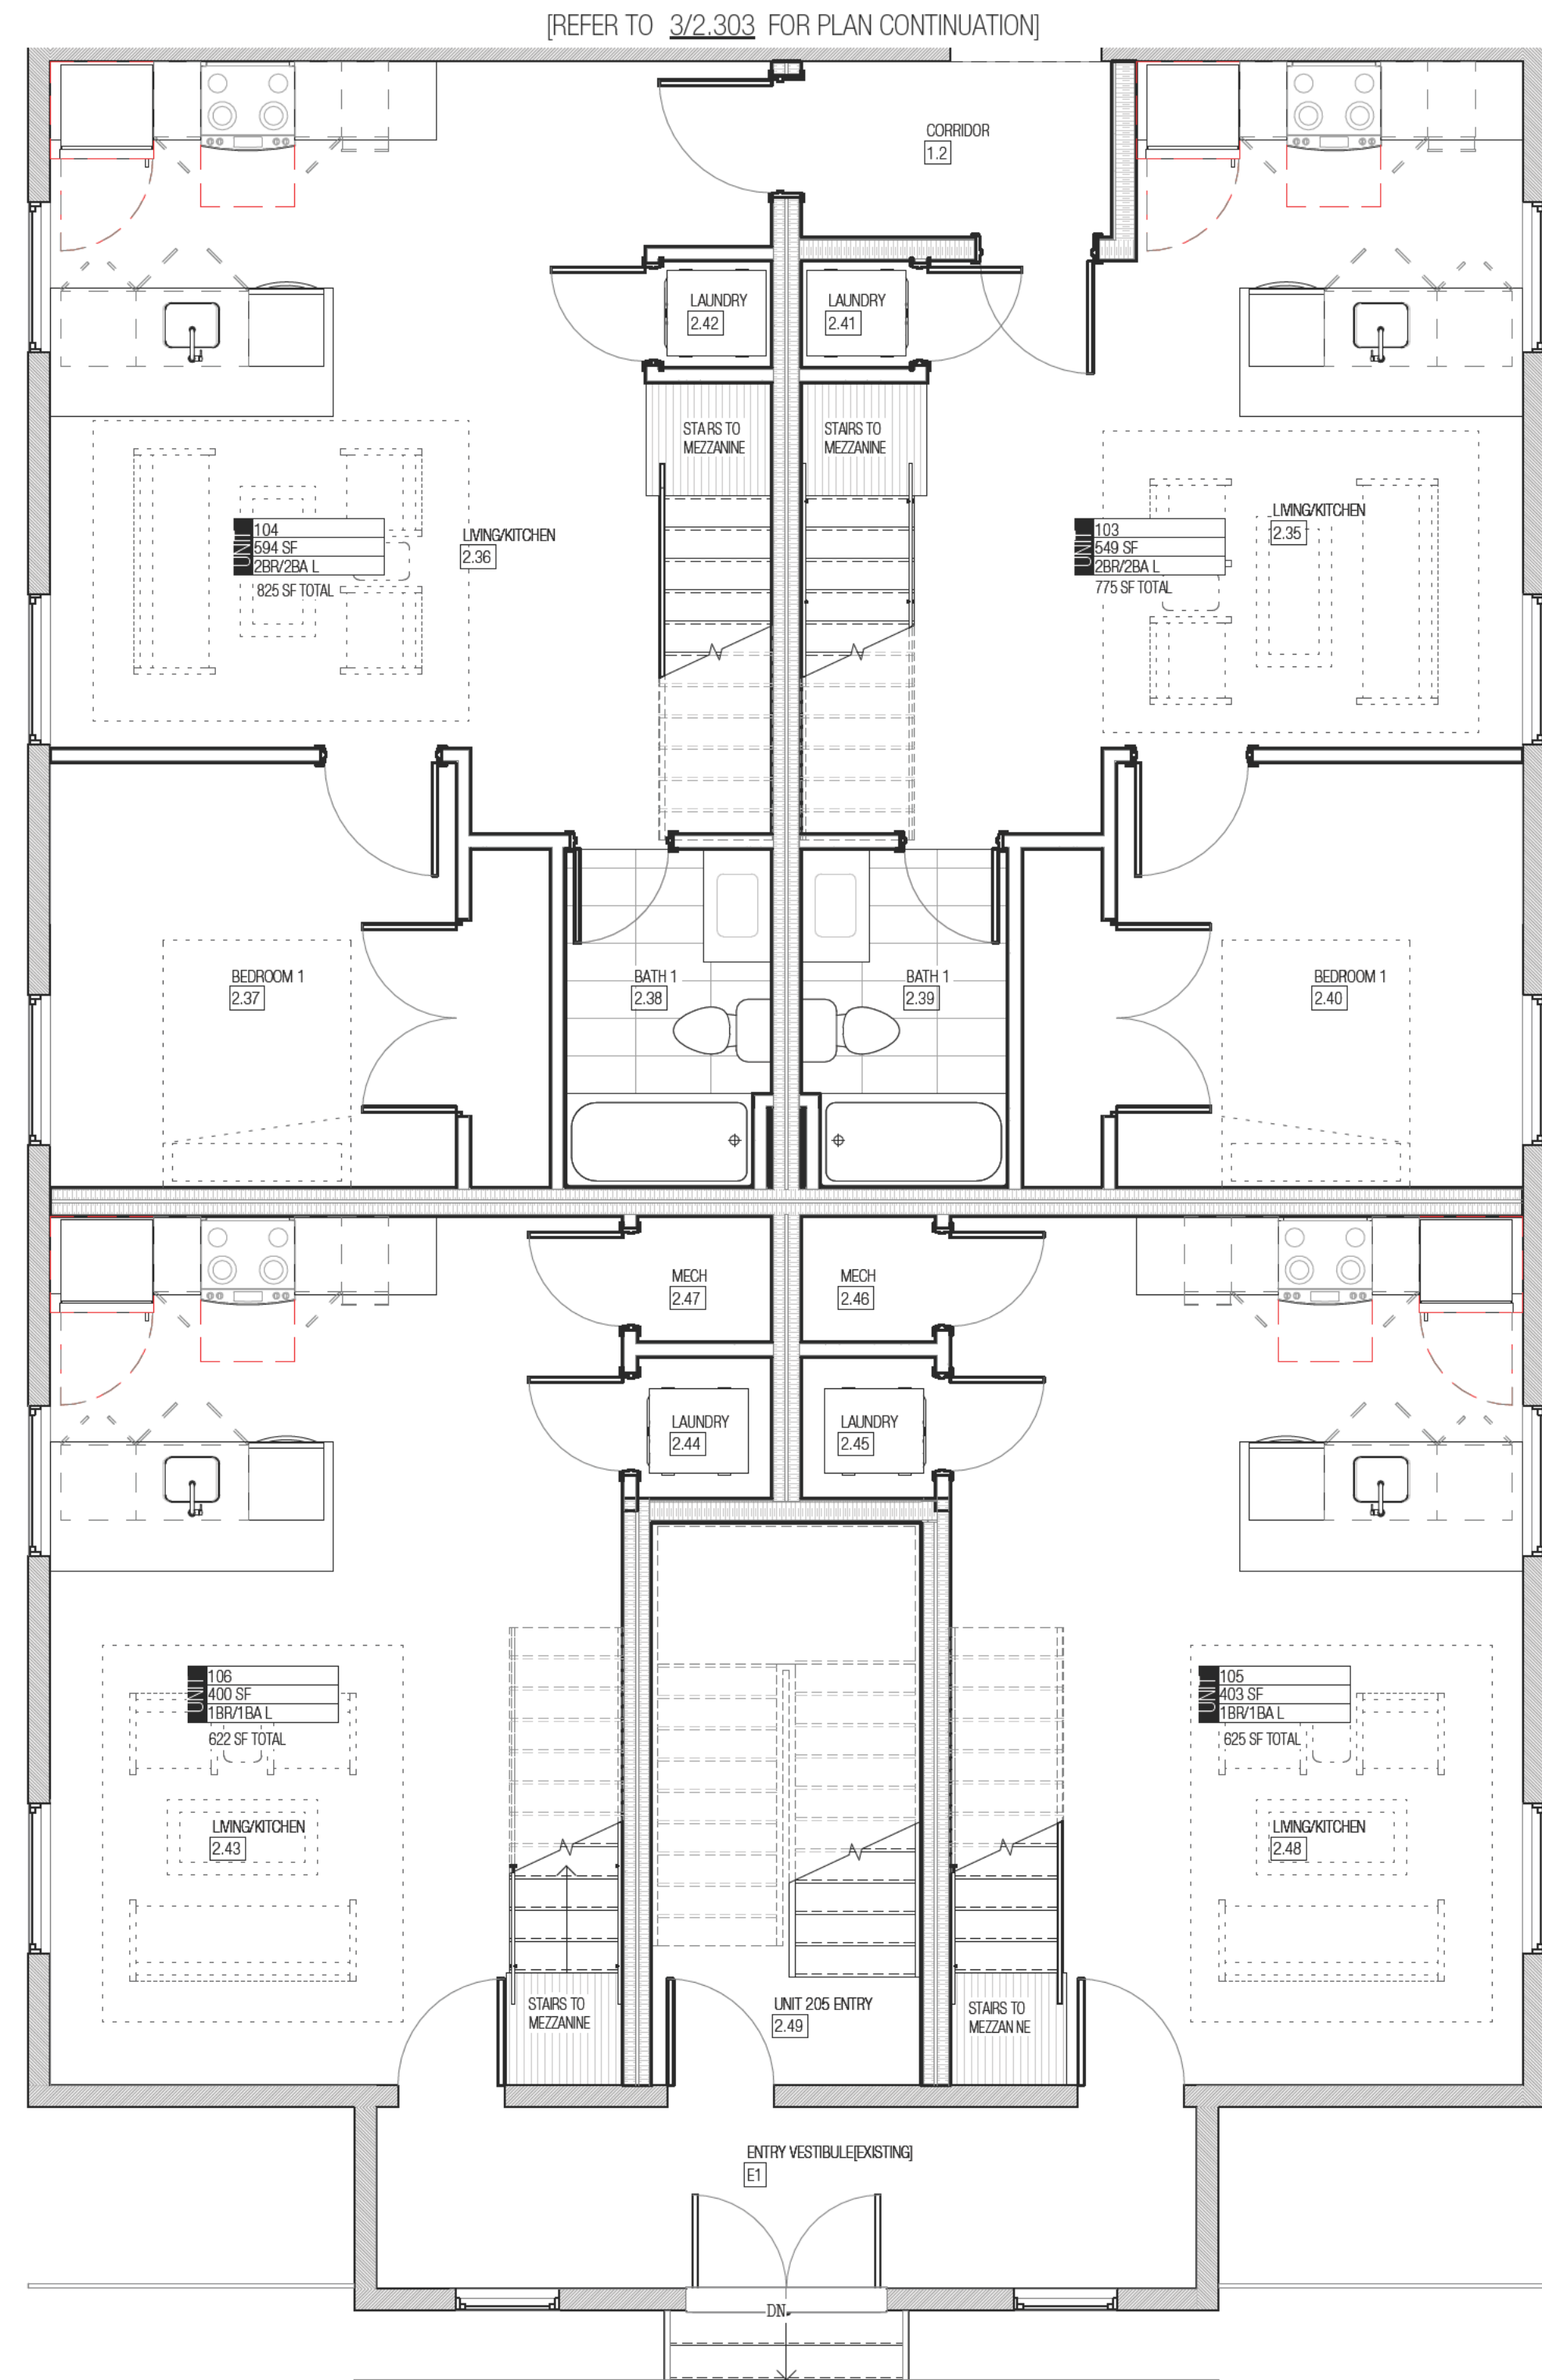 [REFER TO 3/2.303 FOR PLAN CONTINUATION]
CORRIDOR
1.2
LAUNDRY
2.42
LAUNDRY
2.41
STA RS TO
MEZZANINE
STAIRS TO
MEZZANINE
UNIT
104
594 SF
2BR/2BA L
825 SF TOTAL
LIVING/KITCHEN
2.36
UNIT
103
549 SF
2BR/2BA L
775 SF TOTAL
LIVING/KITCHEN
2.35
BEDROOM 1
2.37
BATH 1
2.38
BATH 1
2.39
BEDROOM 1
2.40
MECH
2.47
MECH
2.46
LAUNDRY
2.44
LAUNDRY
2.45
UNIT
106
400 SF
1BR/1BA L
622 SF TOTAL
UNIT
105
403 SF
1BR/1BA L
625 SF TOTAL
LIVING/KITCHEN
2.43
LIVING/KITCHEN
2.48
STAIRS TO
MEZZANINE
UNIT 205 ENTRY
2.49
STAIRS TO
MEZZAN NE
ENTRY VESTIBULE[EXISTING]
E1
DN